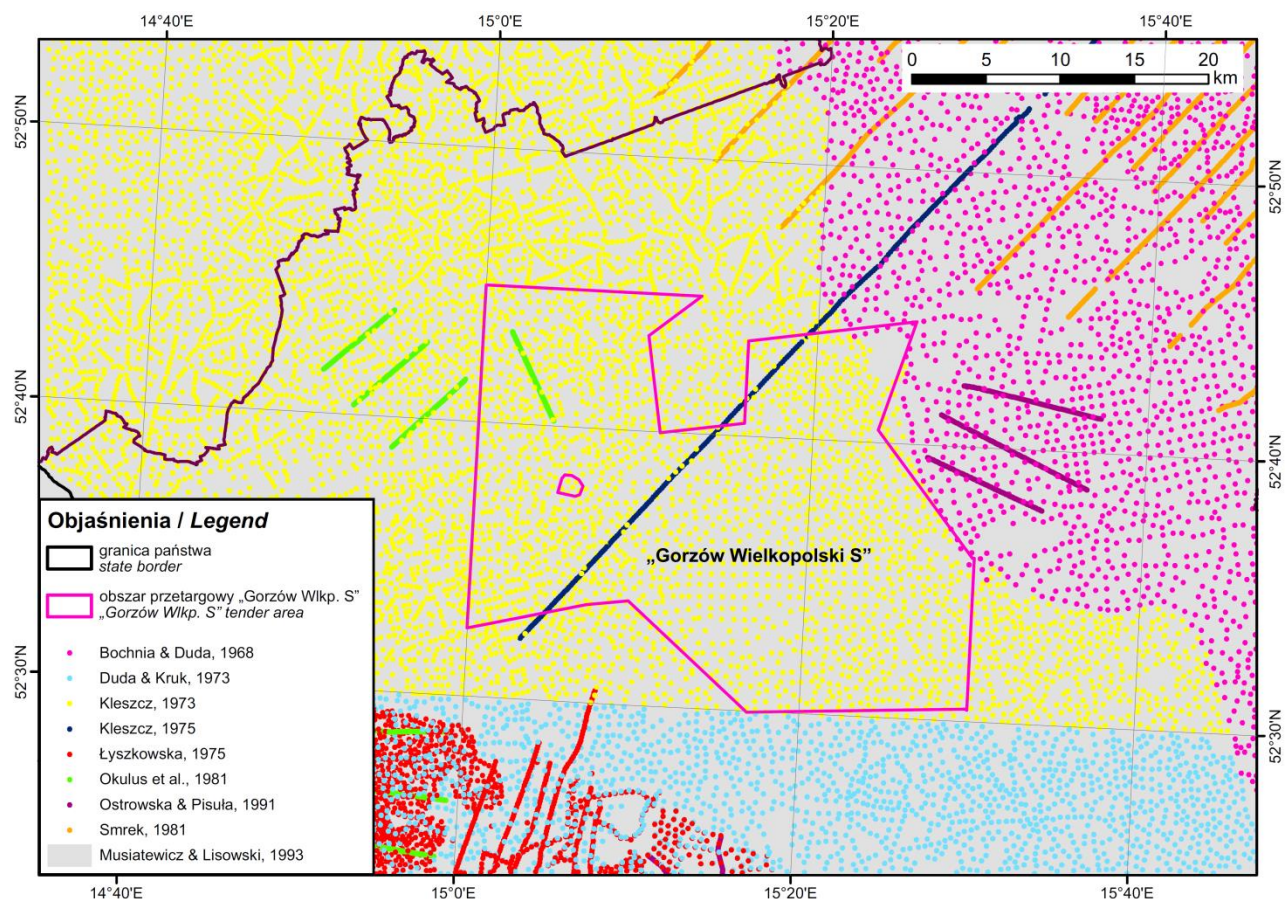 14°40'E 15°0'E 15°20'E 15°40'E
0 5 10 15 20
km
52°50'N
52°50'N
52°40'N
52°40'N
„Gorzów Wielkopolski S”
52°30'N
52°30'N
Objaśnienia / Legend
granica państwa
state border
obszar przetargowy „Gorzów Wlkp. S”
„Gorzów Wlkp. S” tender area
Bochnia & Duda, 1968
Duda & Kruk, 1973
Kleszcz, 1973
Kleszcz, 1975
Łyszkowska, 1975
Okulus et al., 1981
Ostrowska & Pisuła, 1991
Smrek, 1981
Musiatewicz & Lisowski, 1993
14°40'E 15°0'E 15°20'E 15°40'E